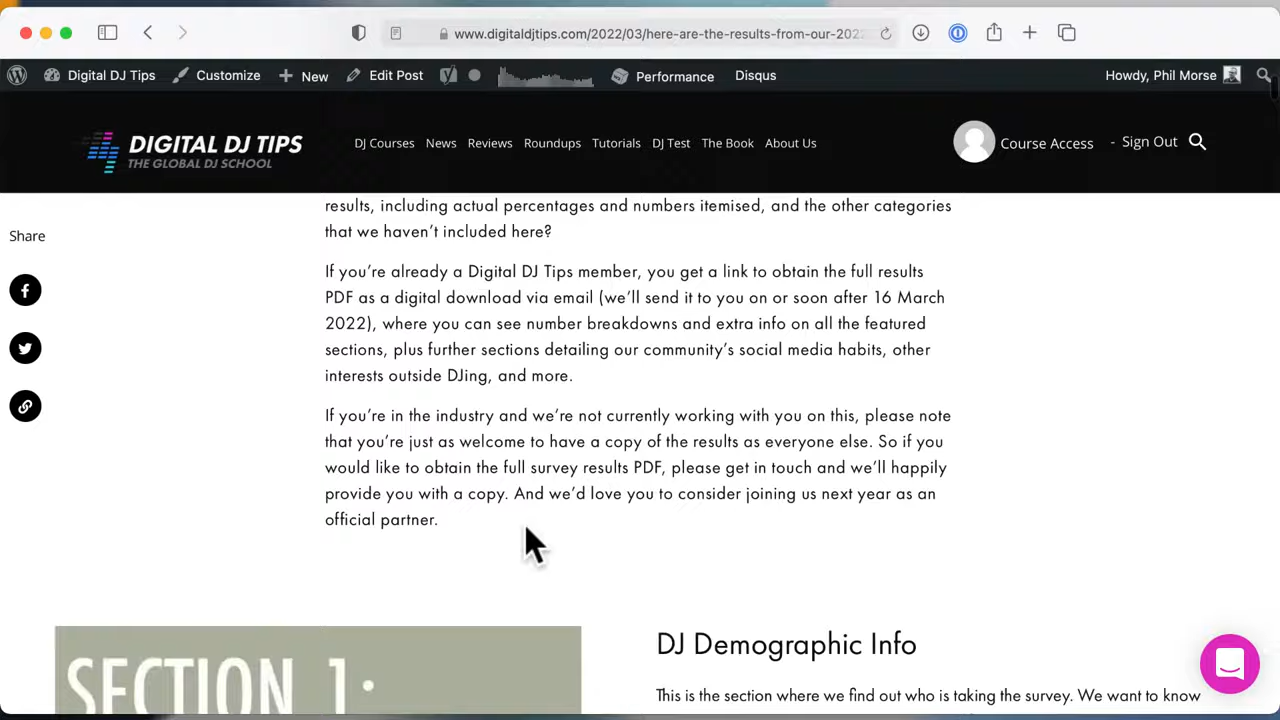 www.digitaldjtips.com/2022/03/here-are-the-results-from-our-202
Digital DJ Tips
Customize
New
Edit Post
Performance
Disqus
Howdy, Phil Morse
DIGITAL DJ TIPS
THE GLOBAL DJ SCHOOL
DJ Courses
News
Reviews
Roundups
Tutorials
DJ Test
The Book
About Us
Course Access
- Sign Out
Share
results, including actual percentages and numbers itemised, and the other categories
that we haven’t included here?
If you’re already a Digital DJ Tips member, you get a link to obtain the full results
PDF as a digital download via email (we’ll send it to you on or soon after 16 March
2022), where you can see number breakdowns and extra info on all the featured
sections, plus further sections detailing our community’s social media habits, other
interests outside DJing, and more.
If you’re in the industry and we’re not currently working with you on this, please note
that you’re just as welcome to have a copy of the results as everyone else. So if you
would like to obtain the full survey results PDF, please get in touch and we’ll happily
provide you with a copy. And we’d love you to consider joining us next year as an
official partner.
SECTION 1:
DJ Demographic Info
This is the section where we find out who is taking the survey. We want to know